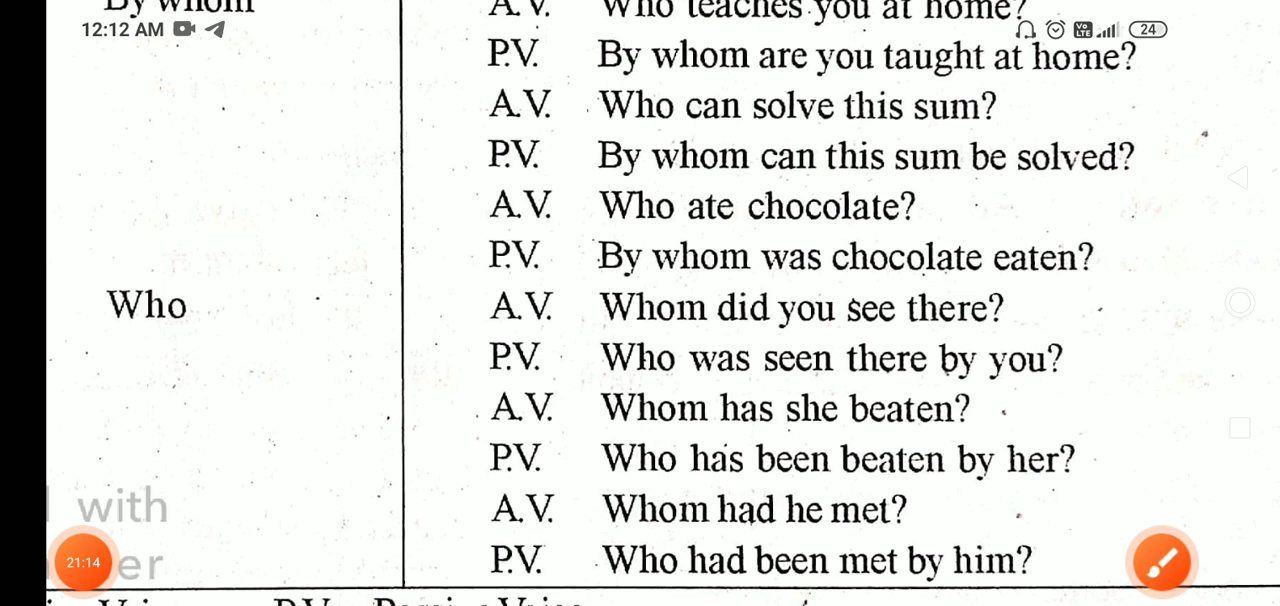 By whom
A.V. Who teaches you at home?
12:12 AM
Vo LTE 24
P.V. By whom are you taught at home?
A.V. Who can solve this sum?
P.V. By whom can this sum be solved?
A.V. Who ate chocolate?
P.V. By whom was chocolate eaten?
Who
A.V. Whom did you see there?
P.V. Who was seen there by you?
A.V. Whom has she beaten?
P.V. Who has been beaten by her?
with
A.V. Whom had he met?
21:14
P.V. Who had been met by him?